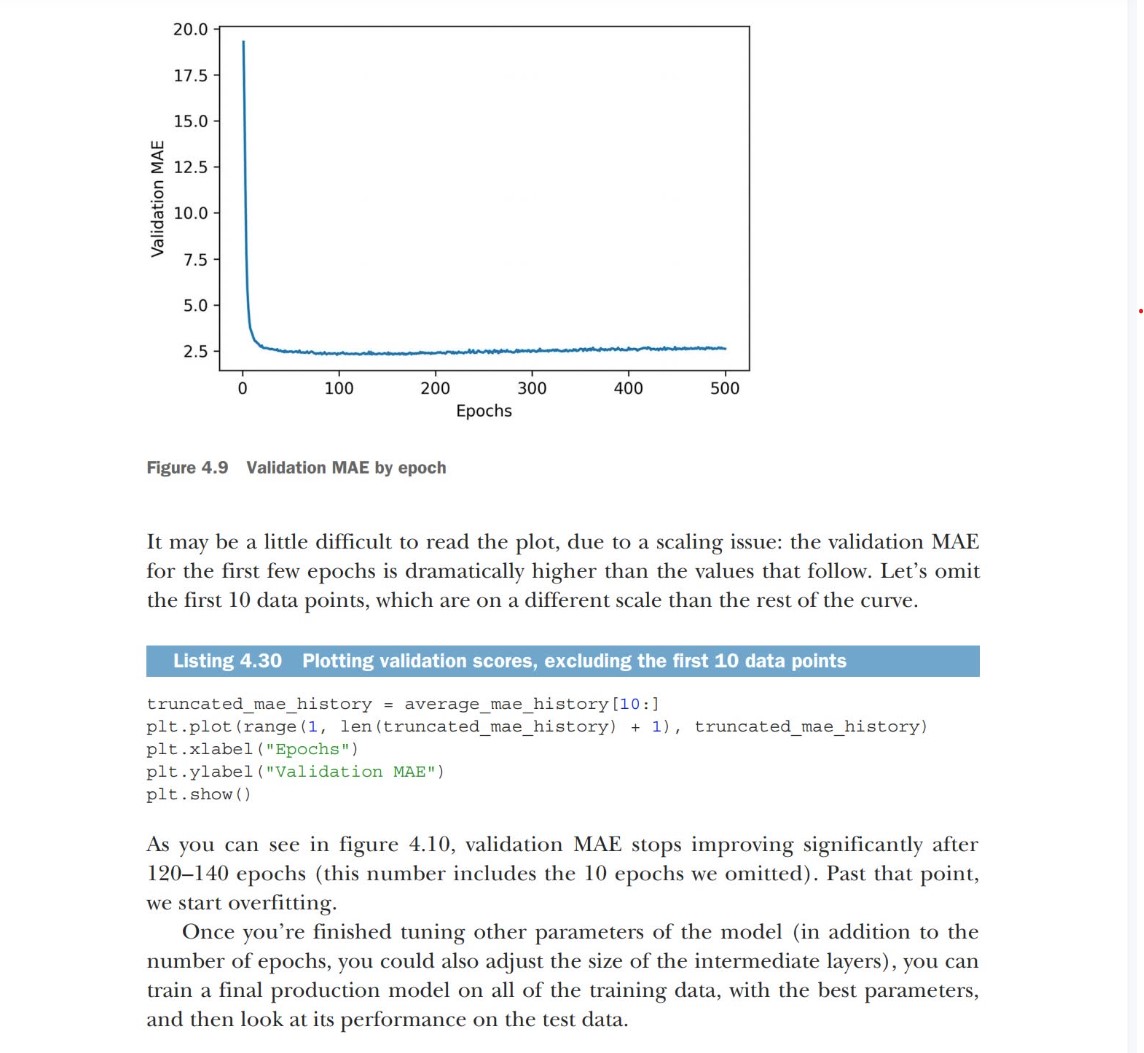 20.0
17.5
15.0
12.5
10.0
7.5
5.0
2.5
Validation MAE
0 100 200 300 400 500
Epochs
Figure 4.9 Validation MAE by epoch
It may be a little difficult to read the plot, due to a scaling issue: the validation MAE
for the first few epochs is dramatically higher than the values that follow. Let’s omit
the first 10 data points, which are on a different scale than the rest of the curve.
Listing 4.30 Plotting validation scores, excluding the first 10 data points
truncated_mae_history = average_mae_history[10:]
plt.plot(range(1, len(truncated_mae_history) + 1), truncated_mae_history)
plt.xlabel("Epochs")
plt.ylabel("Validation MAE")
plt.show()
As you can see in figure 4.10, validation MAE stops improving significantly after
120–140 epochs (this number includes the 10 epochs we omitted). Past that point,
we start overfitting.
Once you’re finished tuning other parameters of the model (in addition to the
number of epochs, you could also adjust the size of the intermediate layers), you can
train a final production model on all of the training data, with the best parameters,
and then look at its performance on the test data.